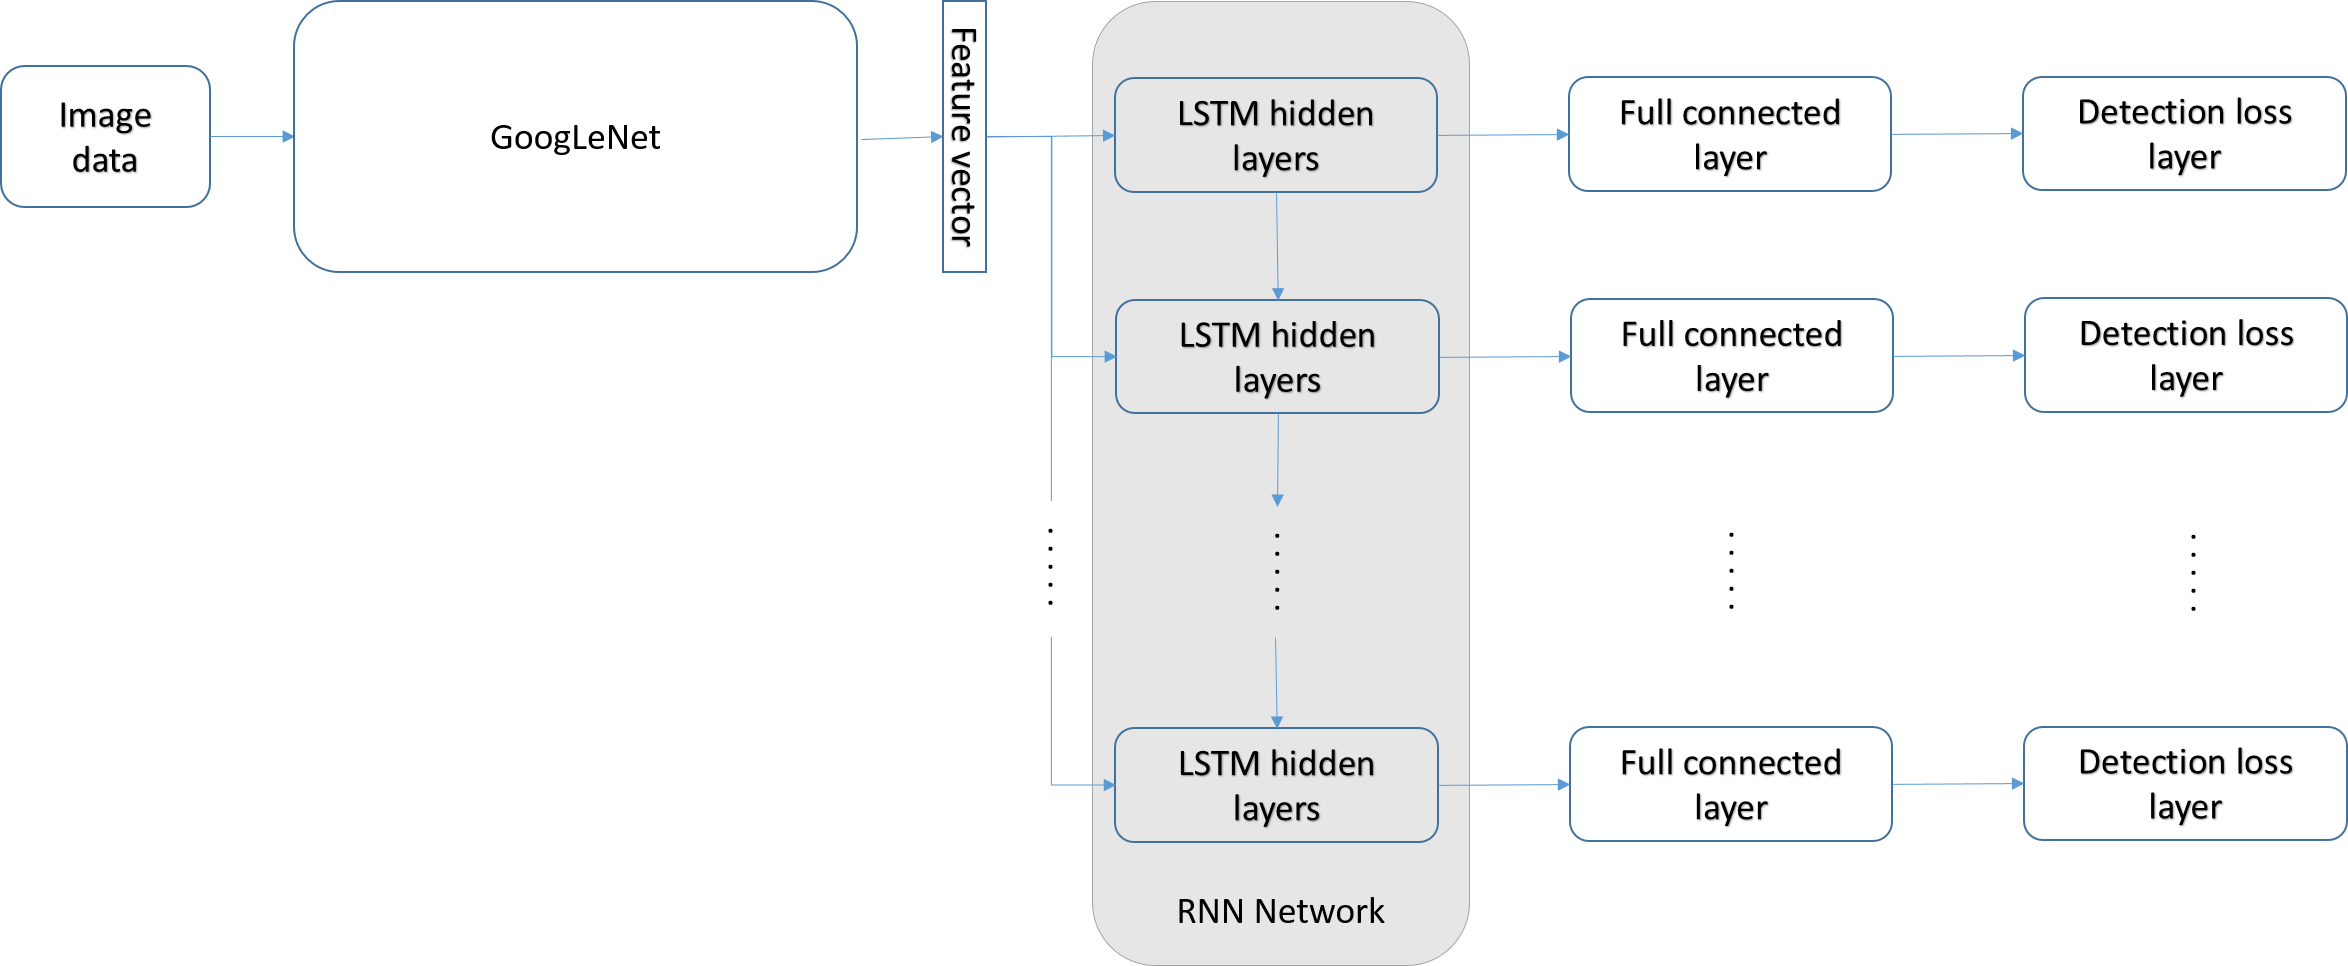 Image
data
GoogLeNet
Feature vector
LSTM hidden
layers
Full connected
layer
Detection loss
layer
LSTM hidden
layers
Full connected
layer
Detection loss
layer
LSTM hidden
layers
Full connected
layer
Detection loss
layer
RNN Network